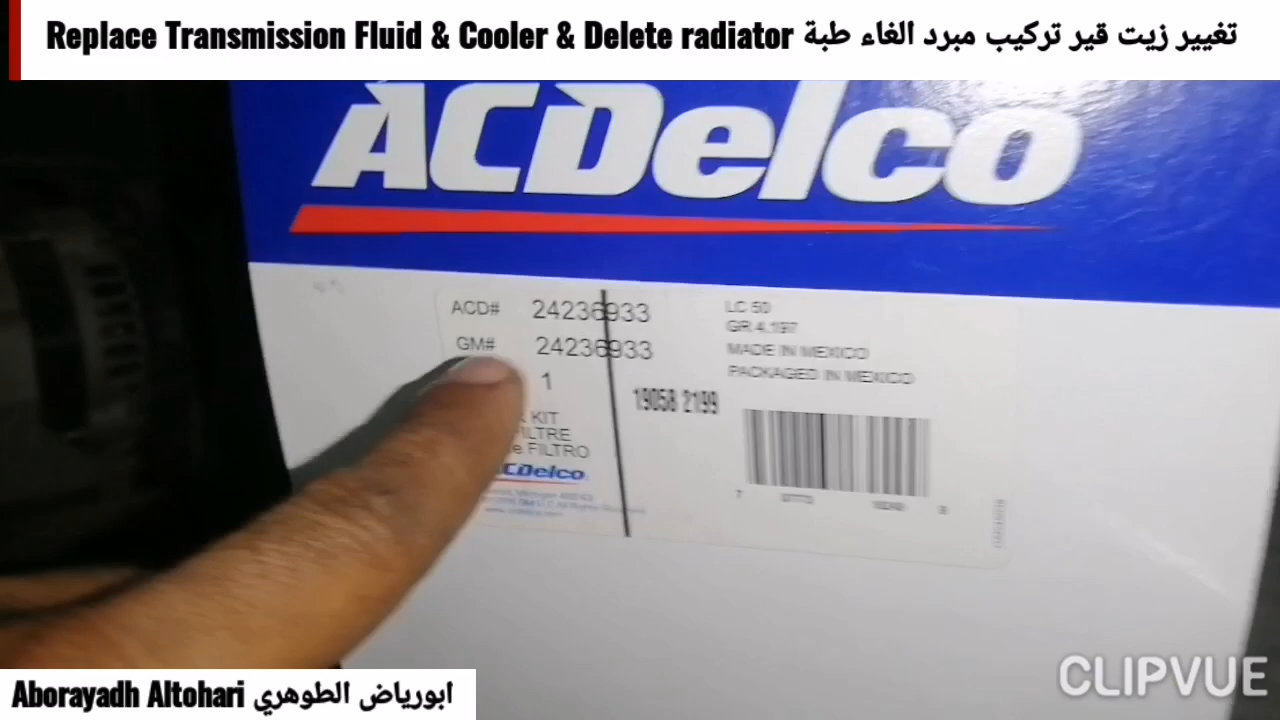 Replace Transmission Fluid & Cooler & Delete radiator تغيير زيت قير تركيب مبرد الغاء طبة
ACDelco
ACD# 24236933
GM# 24236933
1
KIT
FILTRE
FILTRO
ACDelco
LC 50
GR 4.197
MADE IN MEXICO
PACKAGED IN MEXICO
19058 2199
Aborayadh Altohari ابورياض الطوهري
CLIPVUE